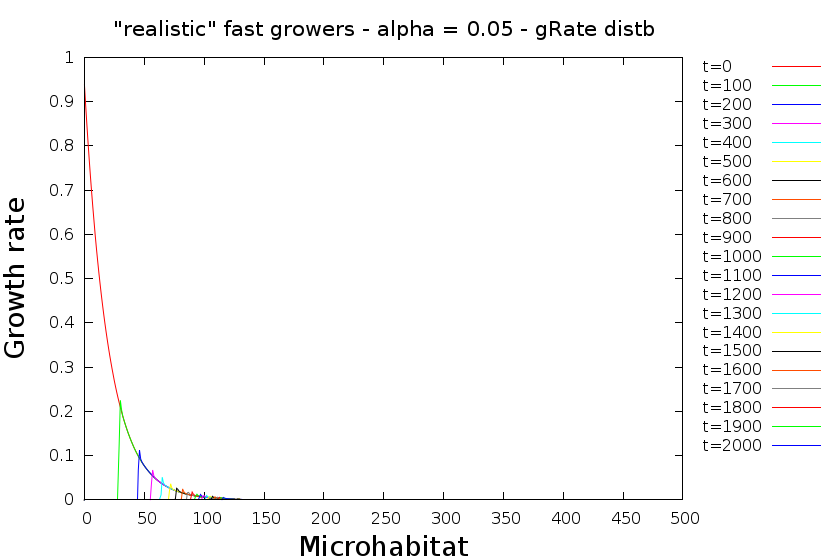 "realistic" fast growers - alpha = 0.05 - gRate distb
1
0.9
0.8
0.7
0.6
0.5
0.4
0.3
0.2
0.1
0
Growth rate
0 50 100 150 200 250 300 350 400 450 500
Microhabitat
t=0
t=100
t=200
t=300
t=400
t=500
t=600
t=700
t=800
t=900
t=1000
t=1100
t=1200
t=1300
t=1400
t=1500
t=1600
t=1700
t=1800
t=1900
t=2000